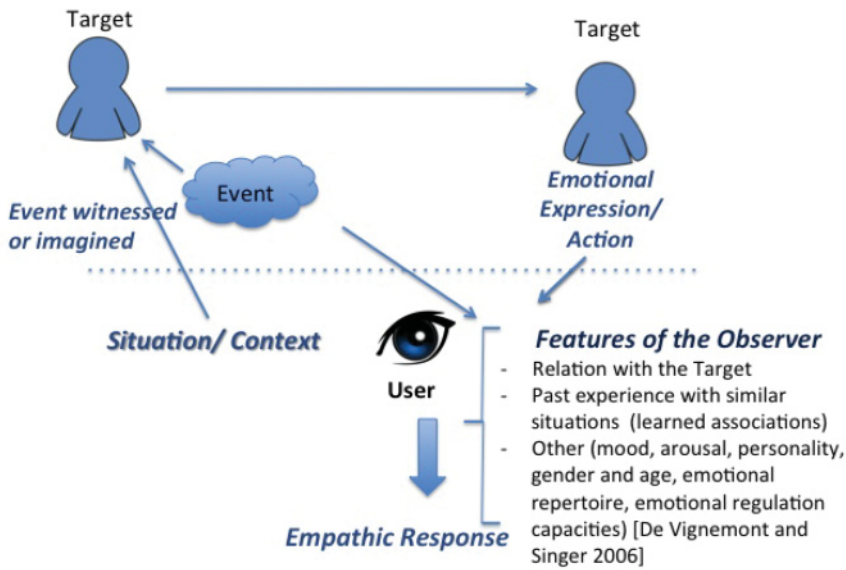 Target
Target
Event
Event witnessed
or imagined
Emotional
Expression/
Action
Situation/ Context
User
Features of the Observer
- Relation with the Target
- Past experience with similar
situations (learned associations)
- Other (mood, arousal, personality,
gender and age, emotional
repertoire, emotional regulation
capacities) [De Vignemont and
Singer 2006]
Empathic Response